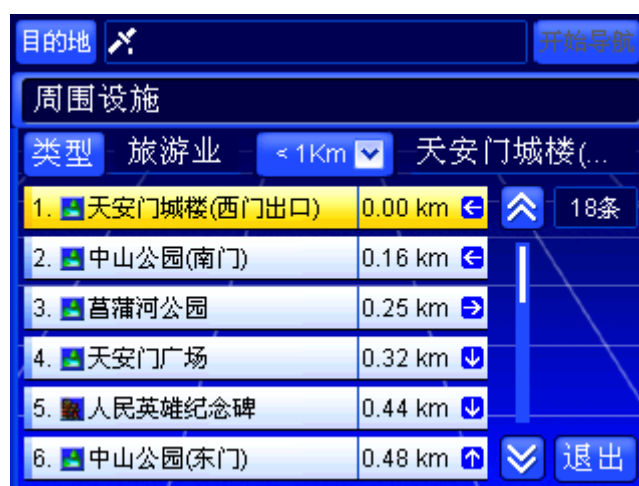 目的地 开始导航
周围设施
类型 旅游业 <1Km 天安门城楼(...
1. 天安门城楼(西门出口) 0.00 km 18条
2. 中山公园(南门) 0.16 km
3. 菖蒲河公园 0.25 km
4. 天安门广场 0.32 km
5. 人民英雄纪念碑 0.44 km
6. 中山公园(东门) 0.48 km 退出